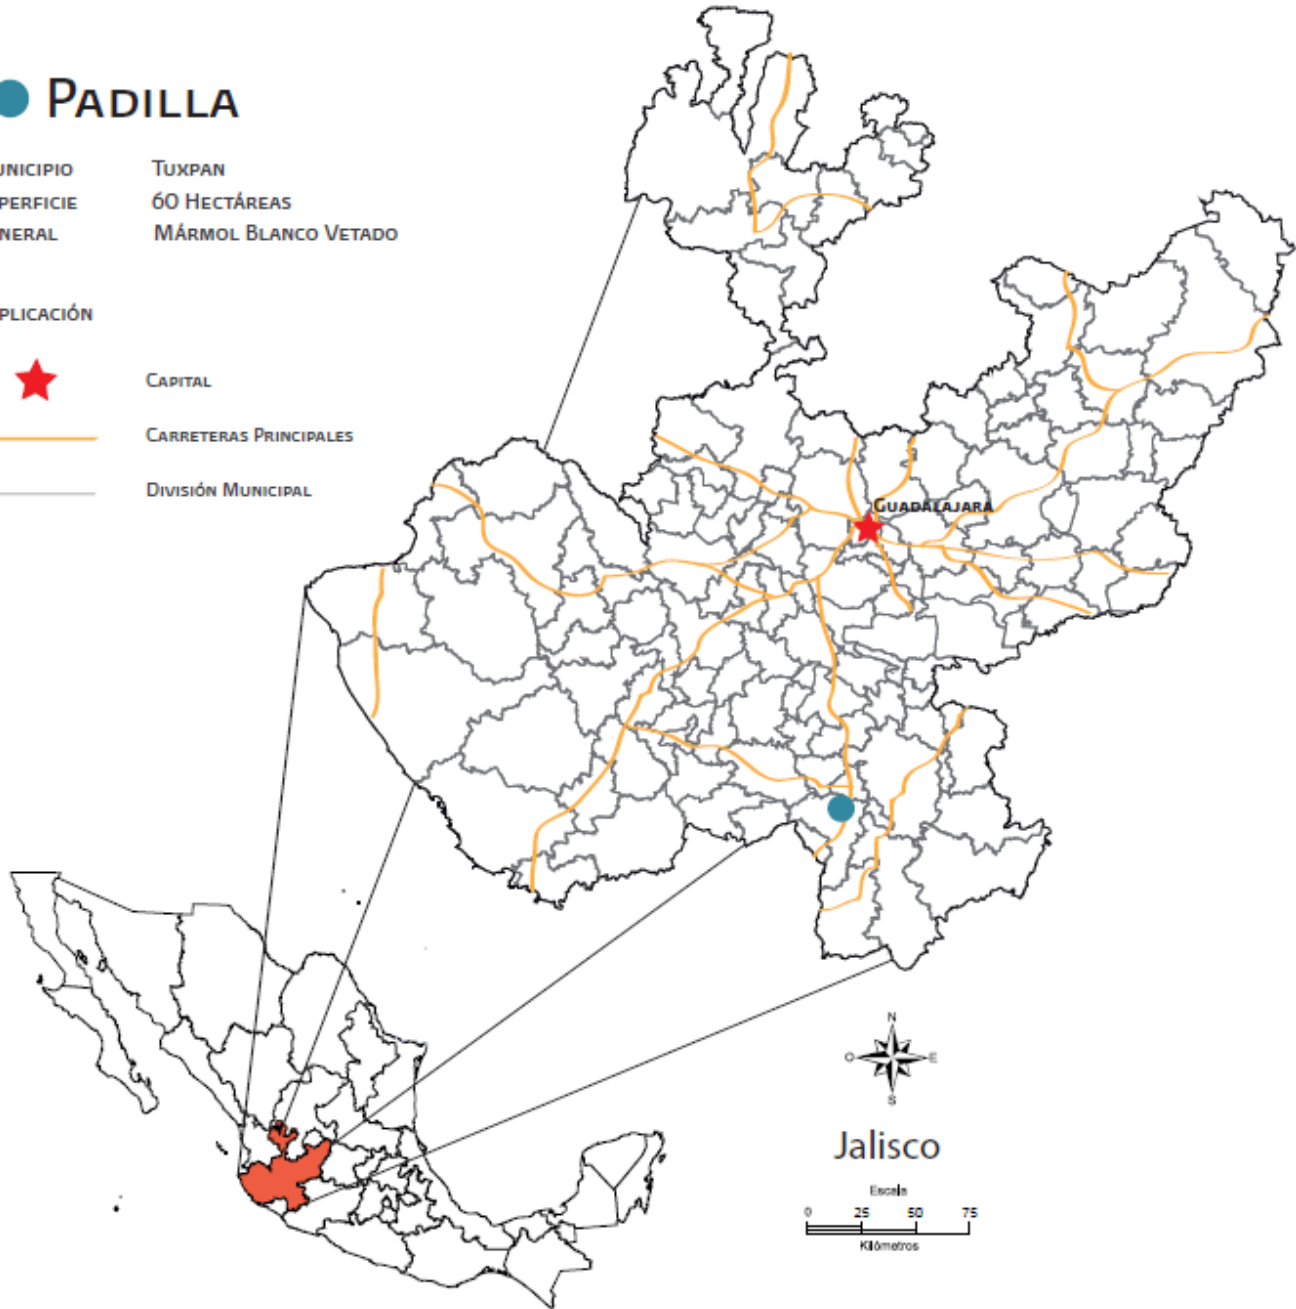 PADILLA
UNICIPIO TUXPAN
PERFICIE 60 HECTÁREAS
NERAL MÁRMOL BLANCO VETADO
PLICACIÓN
CAPITAL
CARRETERAS PRINCIPALES
DIVISIÓN MUNICIPAL
GUADALAJARA
N
O E
S
Jalisco
Escala
0 25 50 75
Kilómetros